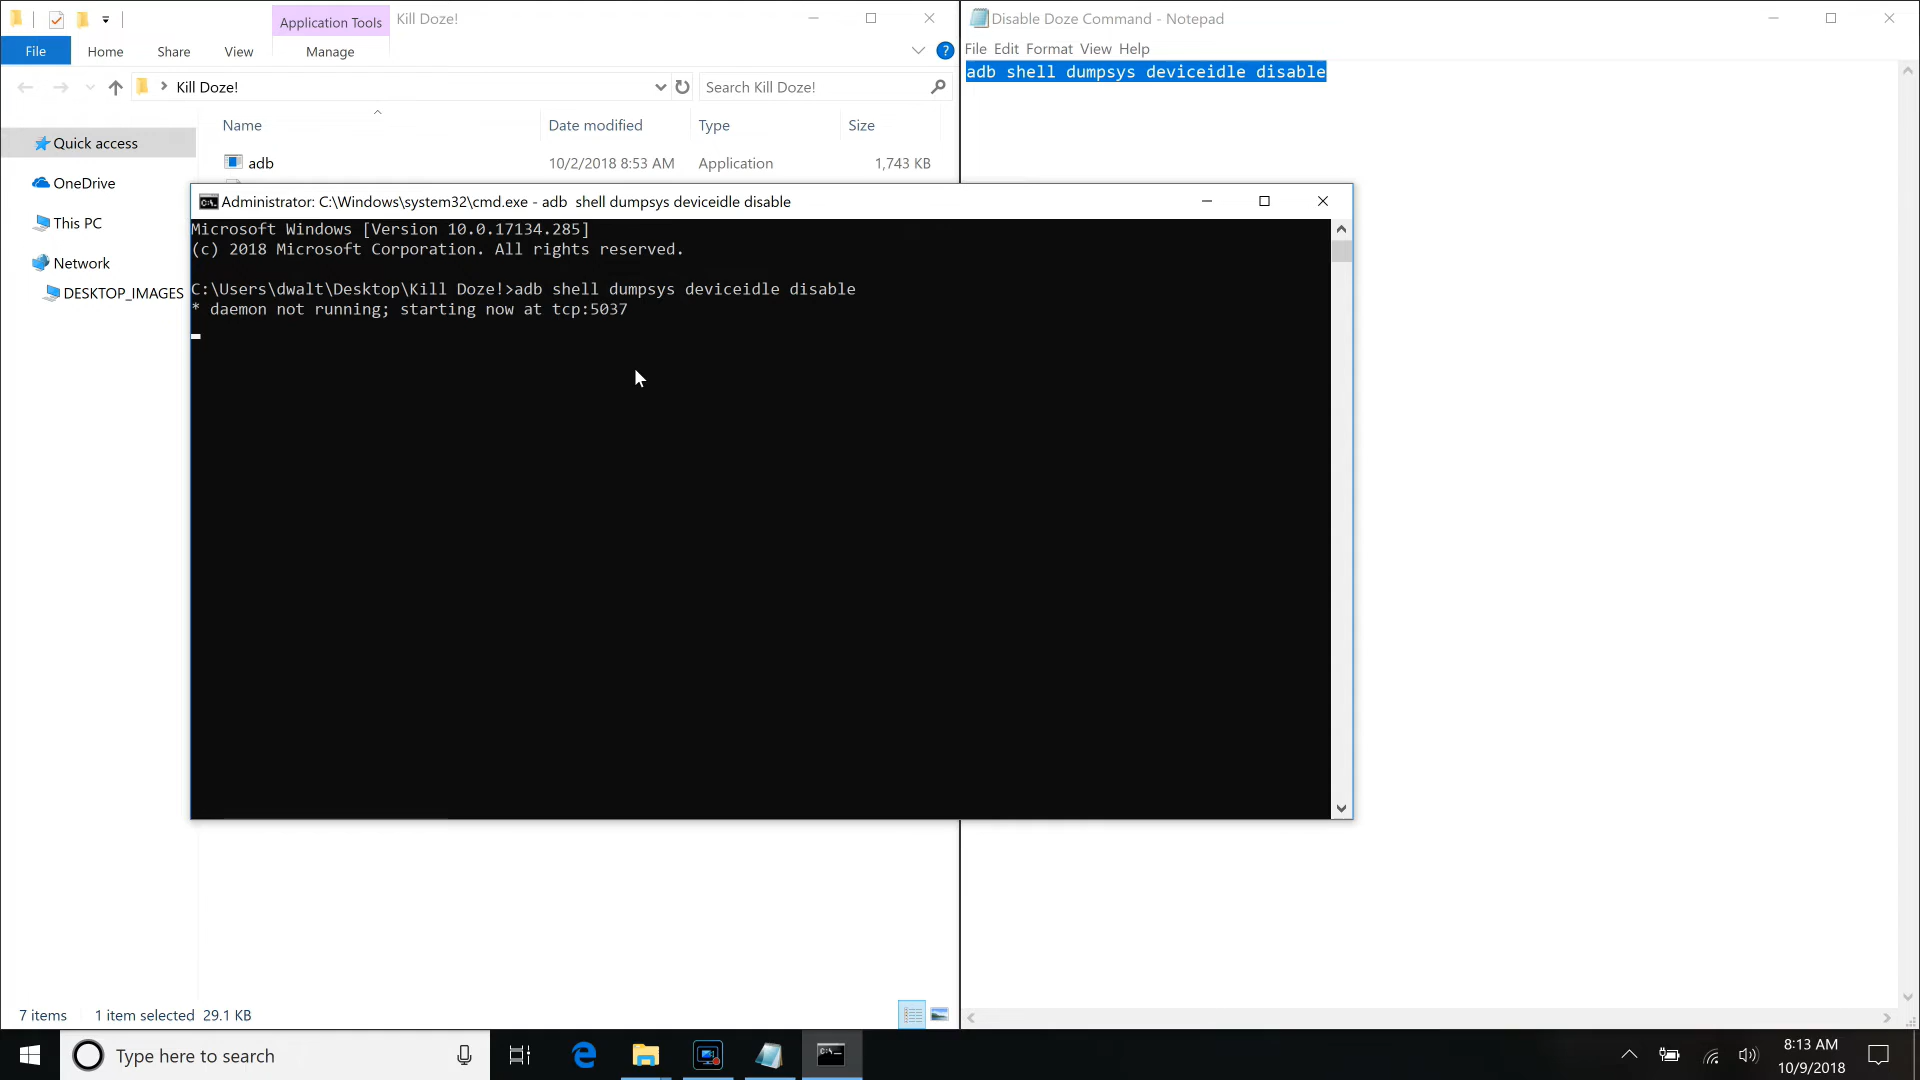 Application Tools
Kill Doze!
File
Home
Share
View
Manage
Kill Doze!
Search Kill Doze!
Name
Date modified
Type
Size
Quick access
OneDrive
This PC
Network
DESKTOP_IMAGES
adb
10/2/2018 8:53 AM
Application
1,743 KB
Disable Doze Command - Notepad
File Edit Format View Help
adb shell dumpsys deviceidle disable
Administrator: C:\Windows\system32\cmd.exe - adb  shell dumpsys deviceidle disable
Microsoft Windows [Version 10.0.17134.285]
(c) 2018 Microsoft Corporation. All rights reserved.
C:\Users\dwalt\Desktop\Kill Doze!>adb shell dumpsys deviceidle disable
* daemon not running; starting now at tcp:5037
7 items
1 item selected 29.1 KB
Type here to search
8:13 AM
10/9/2018